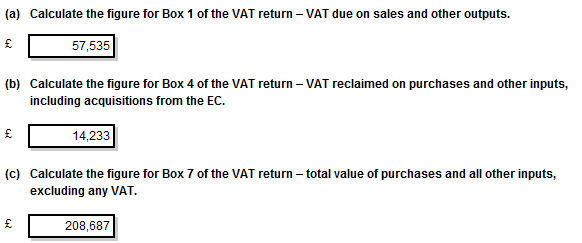 (a) Calculate the figure for Box 1 of the VAT return – VAT due on sales and other outputs.
£ 57,535
(b) Calculate the figure for Box 4 of the VAT return – VAT reclaimed on purchases and other inputs,
including acquisitions from the EC.
£ 14,233
(c) Calculate the figure for Box 7 of the VAT return – total value of purchases and all other inputs,
excluding any VAT.
£ 208,687